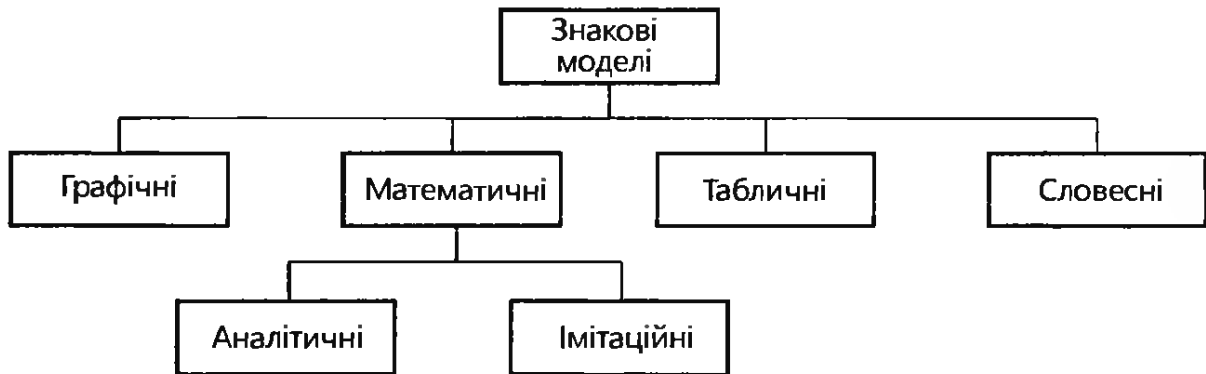 Знакові
моделі
Графічні
Математичні
Табличні
Словесні
Аналітичні
Імітаційні